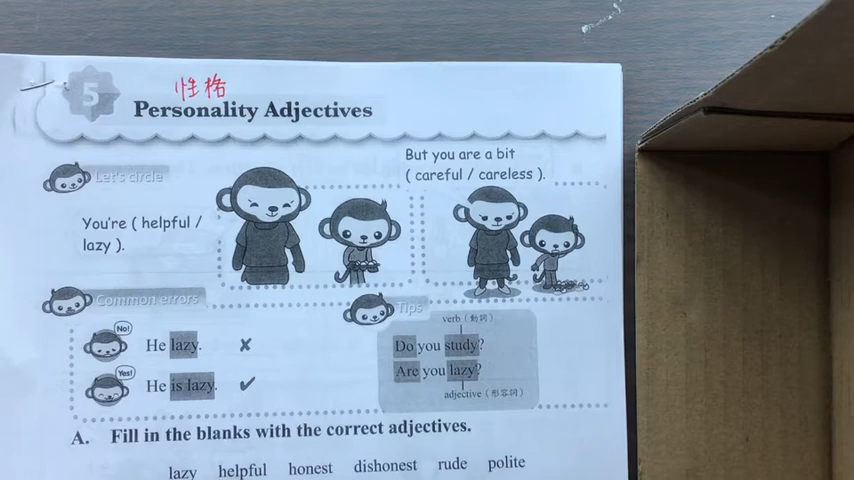 性格
5
Personality Adjectives
Let's circle
You're ( helpful /
lazy ).
But you are a bit
( careful / careless ).
Common errors
No!
He lazy. ✘
Yes!
He is lazy. ✔
Tips
verb (動詞)
Do you study?
Are you lazy?
adjective (形容詞)
A. Fill in the blanks with the correct adjectives.
lazy helpful honest dishonest rude polite